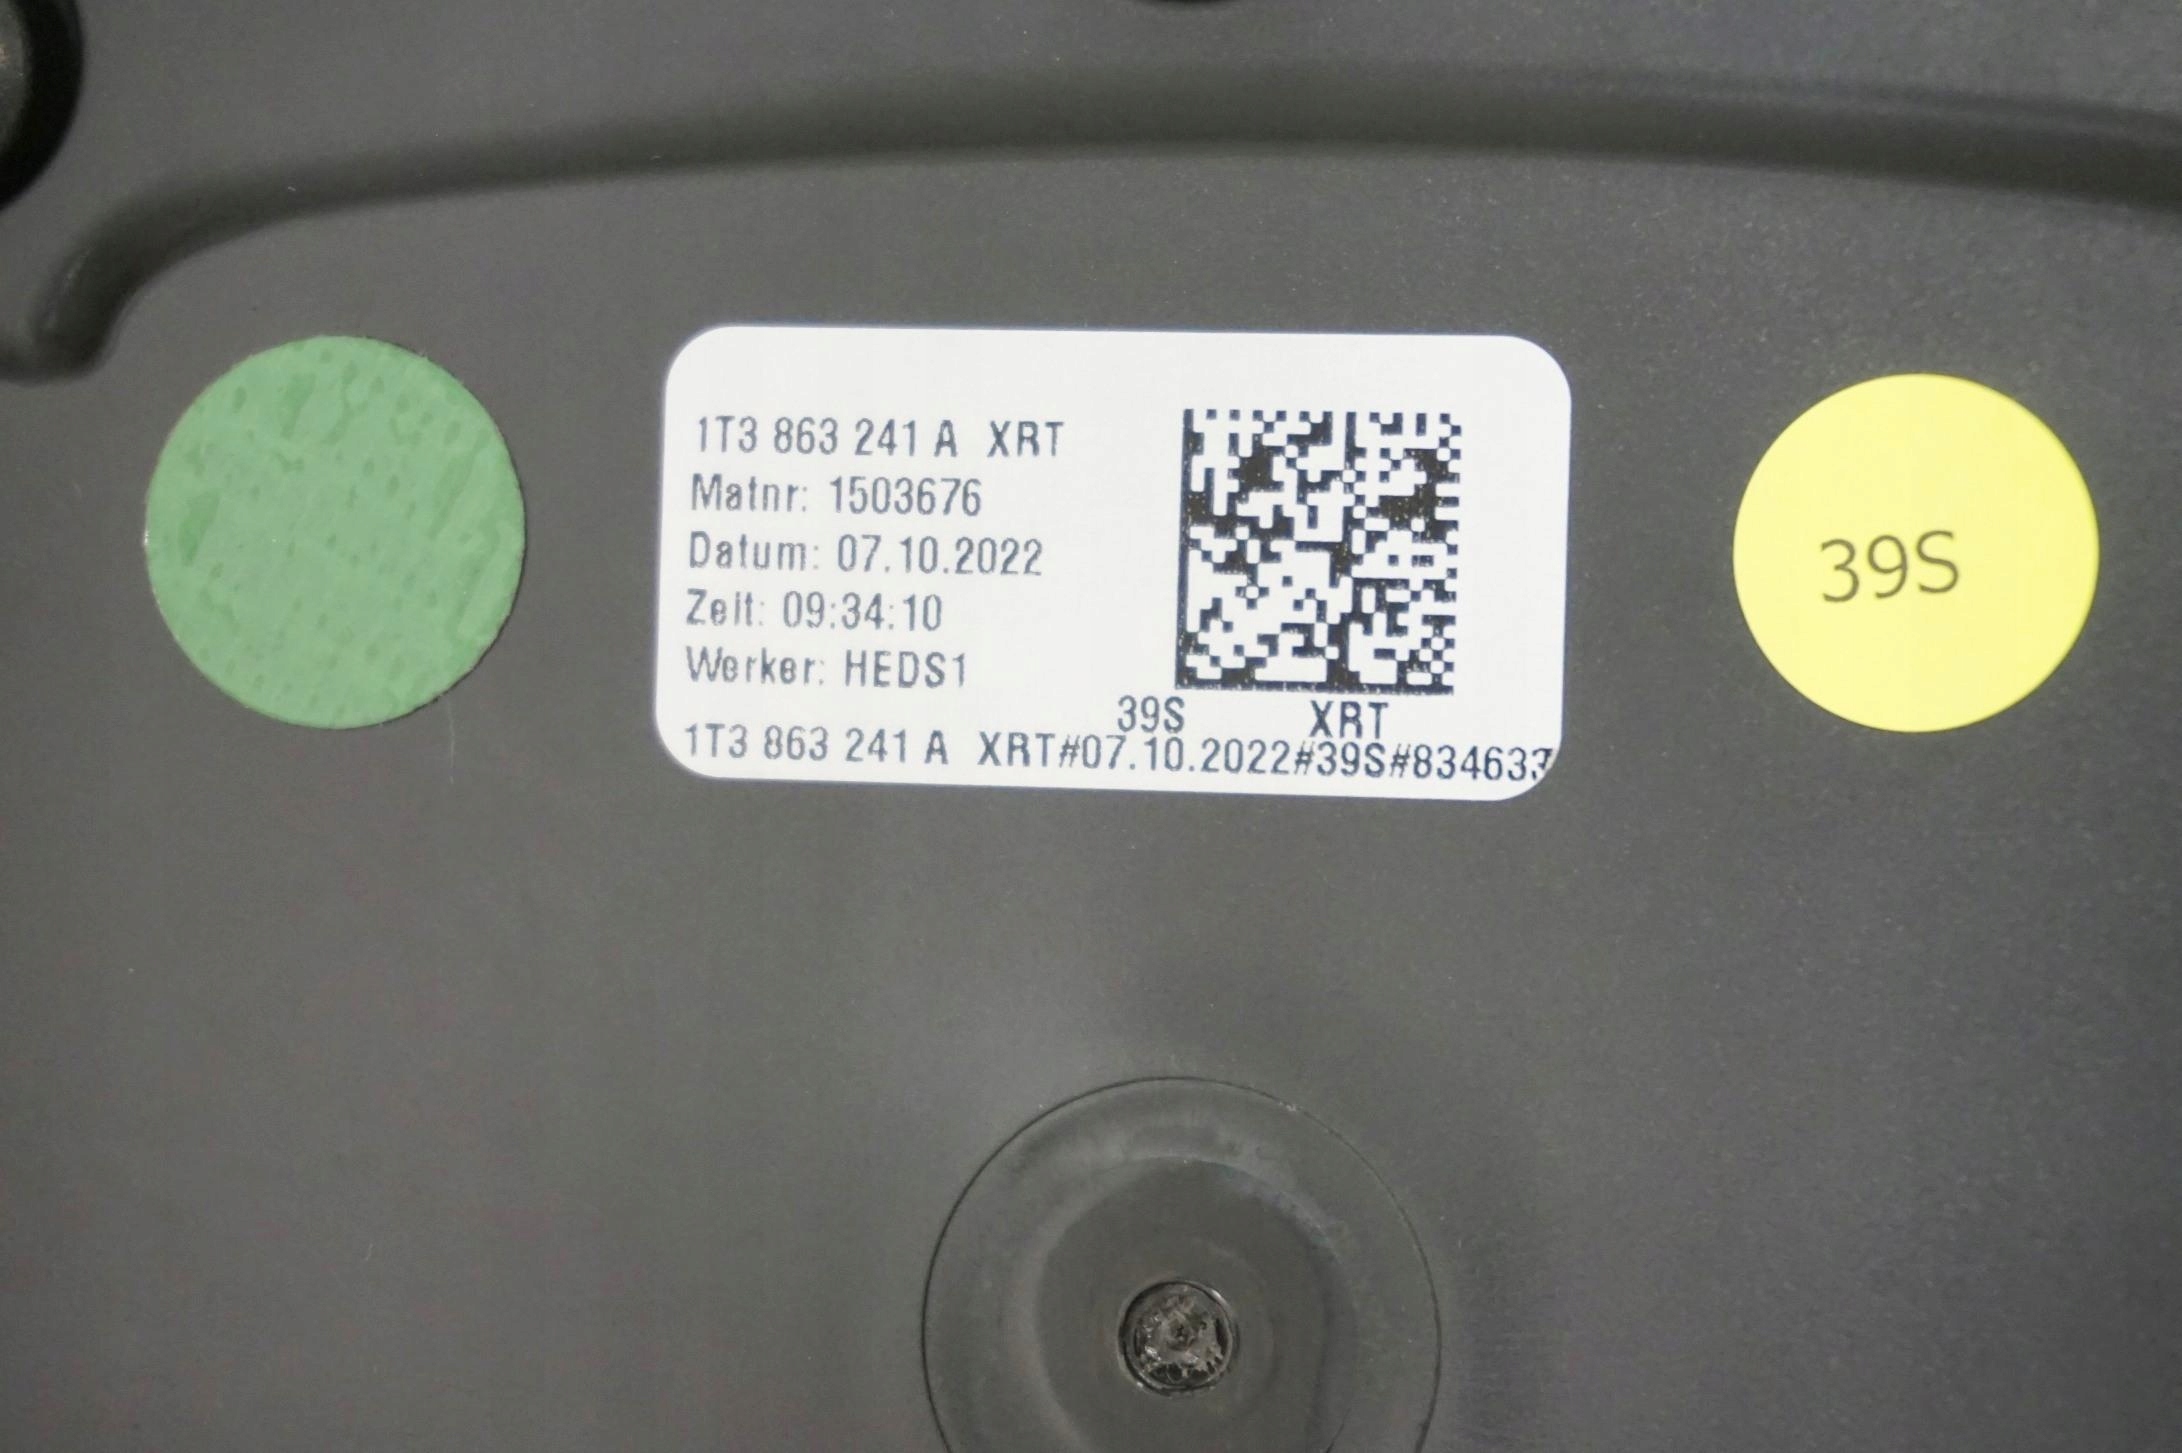 1T3 863 241 A XRT
Matnr: 1503676
Datum: 07.10.2022
Zeit: 09:34:10
Werker: HEDS1
39S XRT
1T3 863 241 A XRT#07.10.2022#39S#834633
39S